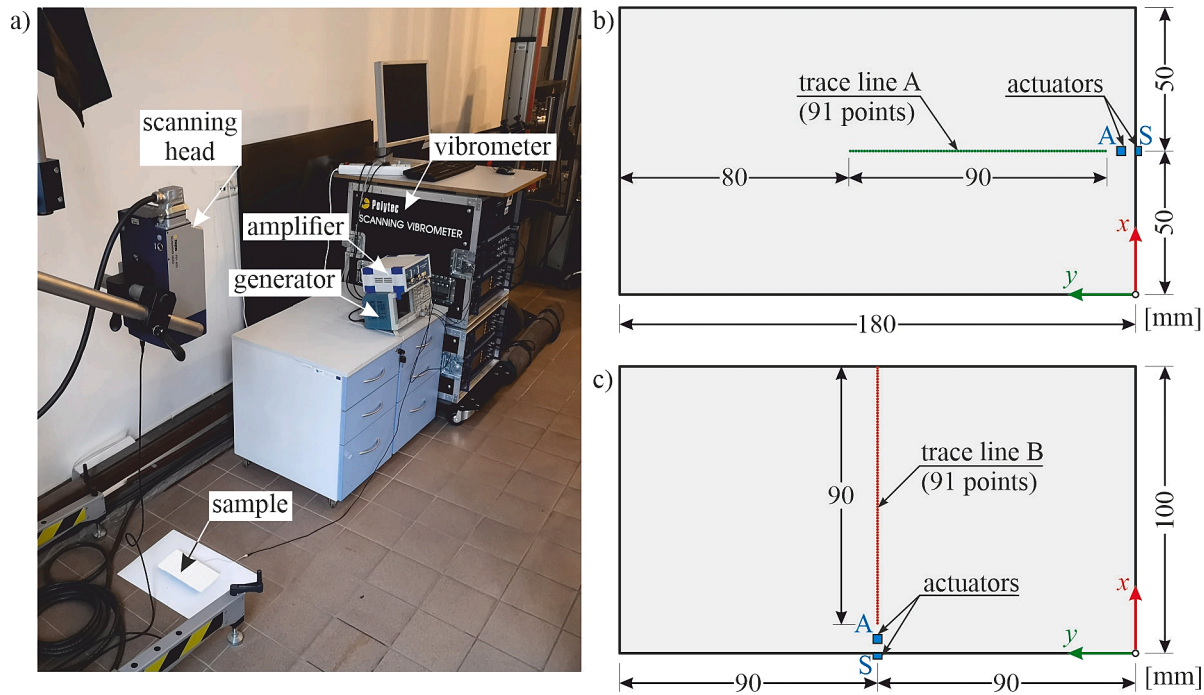 a)
scanning
head
vibrometer
Polytec
SCANNING VIBROMETER
amplifier
generator
sample
b)
trace line A
(91 points)
actuators
A S
50
80
90
50
x
y
180
[mm]
c)
trace line B
(91 points)
90
100
actuators
A
S
x
y
90
90
[mm]